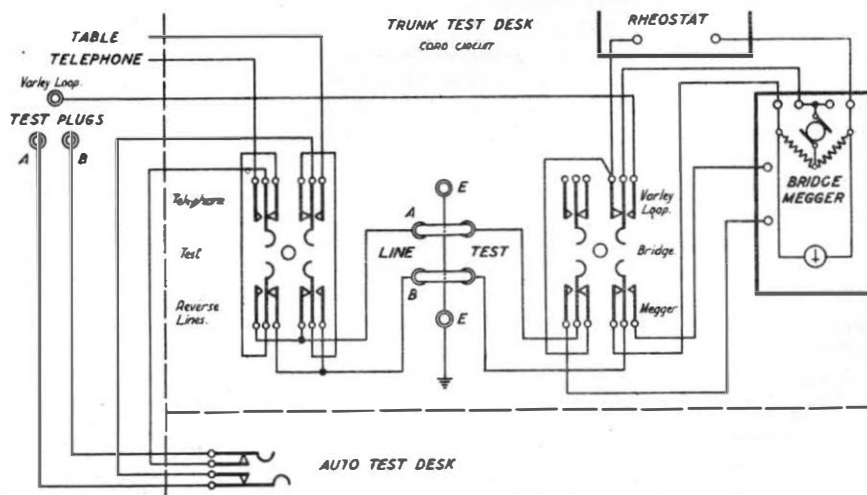 TRUNK TEST DESK
CORD CIRCUIT
RHEOSTAT
TABLE
TELEPHONE
Varley Loop.
TEST PLUGS
A
B
Telephone
Test
Reverse
Lines.
E
A
LINE
TEST
B
E
Varley
Loop.
Bridge
Megger
BRIDGE
MEGGER
AUTO TEST DESK